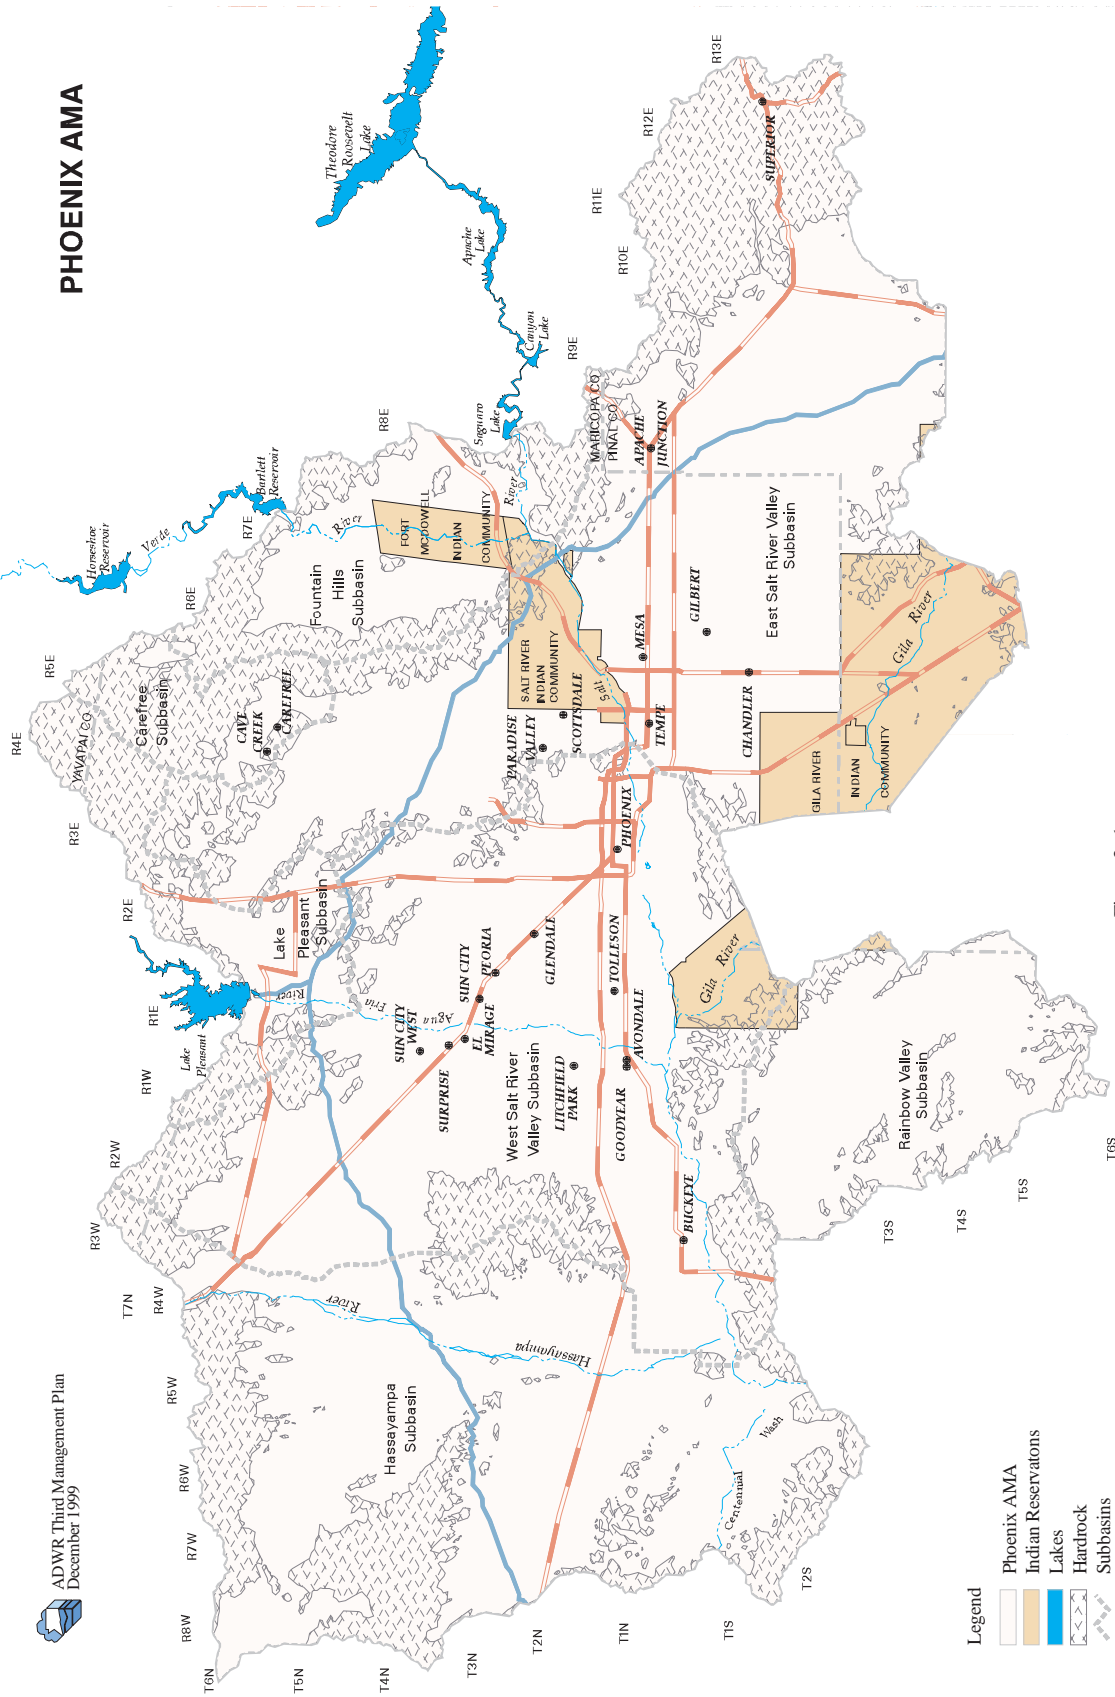 ADWR Third Management Plan
December 1999
PHOENIX AMA
Theodore
Roosevelt
Lake
Apache
Lake
Canyon
Lake
Saguaro
Lake
Bartlett
Reservoir
Horseshoe
Reservoir
Verde
River
River
R13E
R12E
R11E
R10E
R9E
R8E
R7E
R6E
R5E
R4E
R3E
R2E
R1E
R1W
R2W
R3W
R4W
R5W
R6W
R7W
R8W
T7N
T6N
T5N
T4N
T3N
T2N
T1N
T1S
T2S
T3S
T4S
T5S
T6S
YAVAPAI CO
MARICOPA CO
PINAL CO
Carefree
Subbasin
CAVE
CREEK
CAREFREE
Fountain
Hills
Subbasin
FORT
MCDOWELL
INDIAN
COMMUNITY
SALT RIVER
INDIAN
COMMUNITY
Salt
PARADISE
VALLEY
SCOTTSDALE
TEMPE
MESA
GILBERT
CHANDLER
APACHE
JUNCTION
SUPERIOR
East Salt River Valley
Subbasin
GILA RIVER
INDIAN
COMMUNITY
Gila River
PHOENIX
Lake
Pleasant
Subbasin
Lake
Pleasant
River
Fria
Agua
SUN CITY
WEST
SUN CITY
PEORIA
GLENDALE
EL
MIRAGE
SURPRISE
West Salt River
Valley Subbasin
LITCHFIELD
PARK
TOLLESON
AVONDALE
GOODYEAR
BUCKEYE
Gila River
Rainbow Valley
Subbasin
River
Hassayampa
Hassayampa
Subbasin
Centennial
Wash
Legend
Phoenix AMA
Indian Reservatons
Lakes
Hardrock
Subbasins